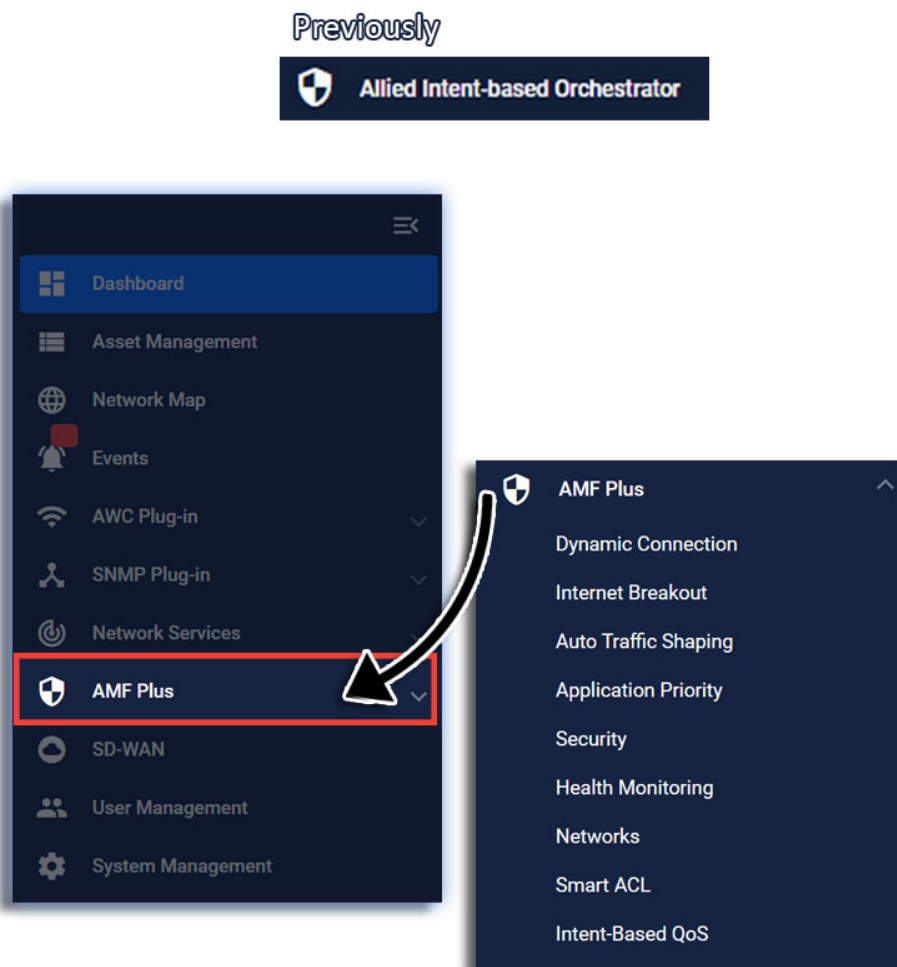 Previously
Allied Intent-based Orchestrator
Dashboard
Asset Management
Network Map
Events
AWC Plug-in
SNMP Plug-in
Network Services
AMF Plus
SD-WAN
User Management
System Management
AMF Plus
Dynamic Connection
Internet Breakout
Auto Traffic Shaping
Application Priority
Security
Health Monitoring
Networks
Smart ACL
Intent-Based QoS